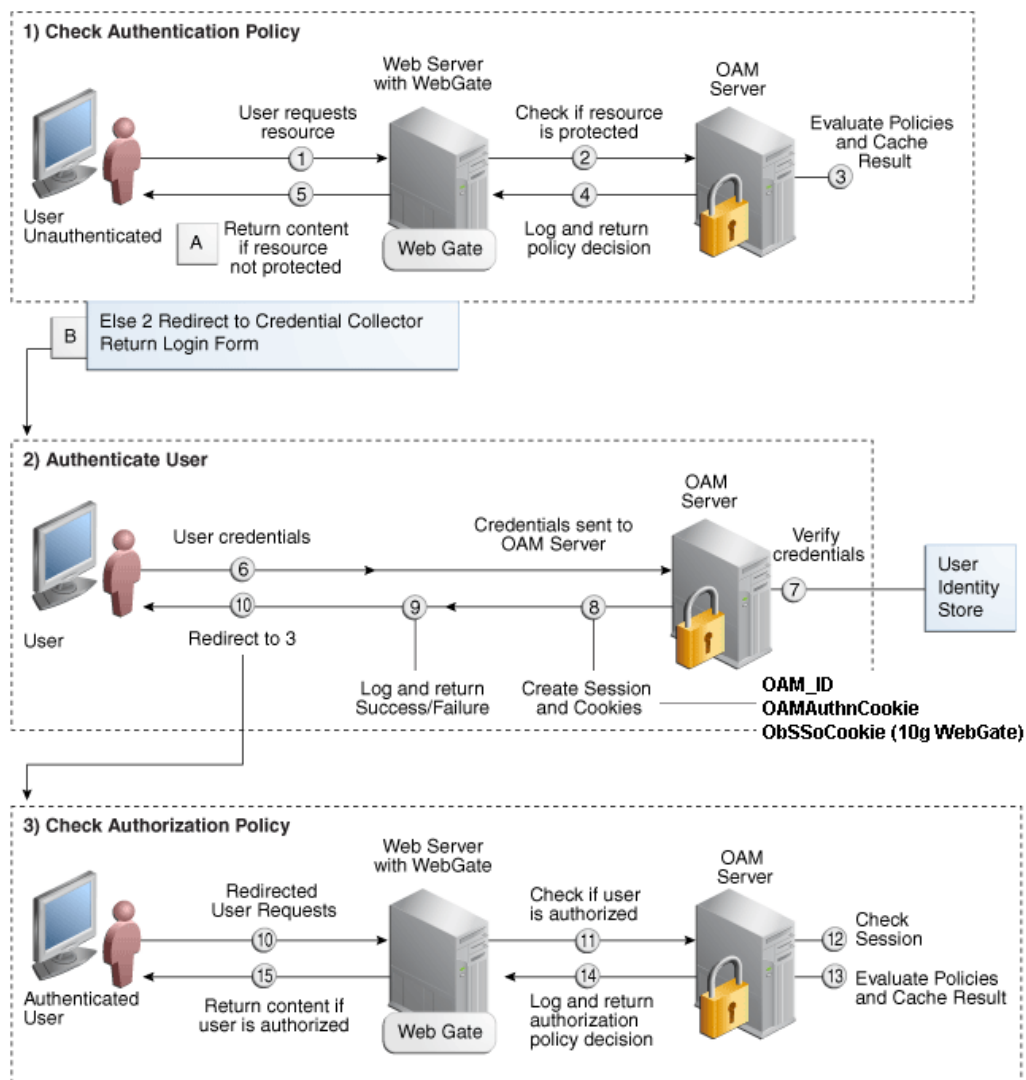 1) Check Authentication Policy
Web Server
with WebGate
OAM
Server
User requests
resource
Check if resource
is protected
Evaluate Policies
and Cache
Result
1
2
3
5
4
User
Unauthenticated
A
Return content
if resource
not protected
Web Gate
Log and return
policy decision
B
Else 2 Redirect to Credential Collector
Return Login Form
2) Authenticate User
OAM
Server
User credentials
Credentials sent to
OAM Server
Verify
credentials
User
Identity
Store
6
7
10
9
8
User
Redirect to 3
Log and return
Success/Failure
Create Session
and Cookies
OAM_ID
OAMAuthnCookie
ObSSoCookie (10g WebGate)
3) Check Authorization Policy
Web Server
with WebGate
OAM
Server
Redirected
User Requests
Check if user
is authorized
Check
Session
10
11
12
15
14
13
Evaluate Policies
and Cache Result
Authenticated
User
Return content if
user is authorized
Web Gate
Log and return
authorization
policy decision